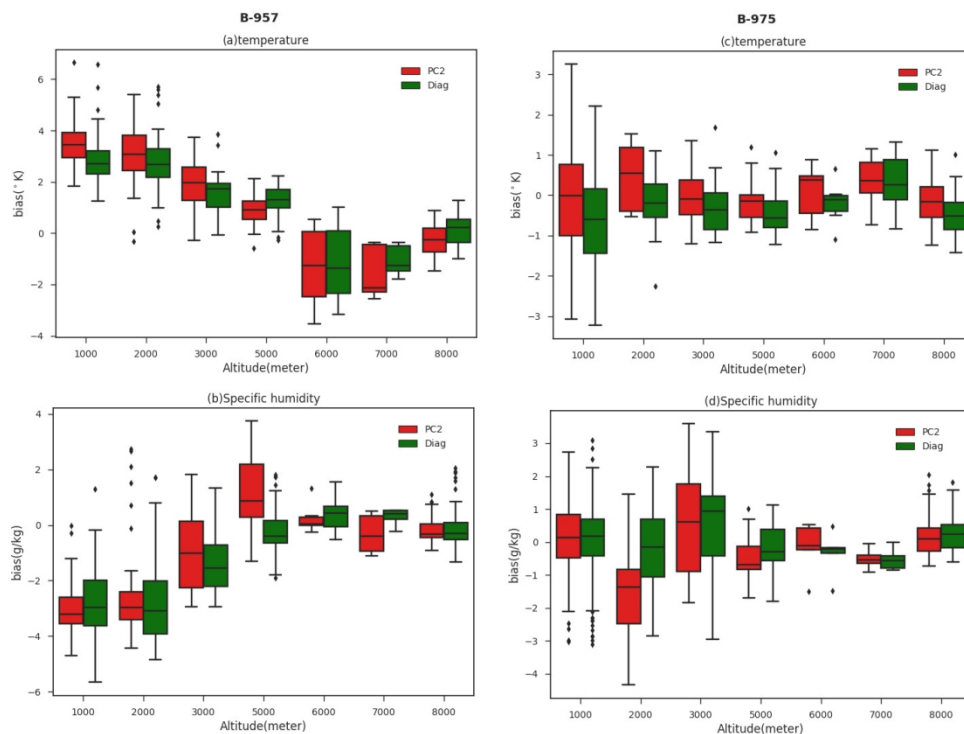 B-957
(a)temperature
bias(°K)
6
4
2
0
−2
−4
PC2
Diag
1000 2000 3000 5000 6000 7000 8000
Altitude(meter)
B-975
(c)temperature
bias(°K)
3
2
1
0
−1
−2
−3
PC2
Diag
1000 2000 3000 5000 6000 7000 8000
Altitude(meter)
(b)Specific humidity
bias(g/kg)
4
2
0
−2
−4
−6
PC2
Diag
1000 2000 3000 5000 6000 7000 8000
Altitude(meter)
(d)Specific humidity
bias(g/kg)
3
2
1
0
−1
−2
−3
−4
PC2
Diag
1000 2000 3000 5000 6000 7000 8000
Altitude(meter)